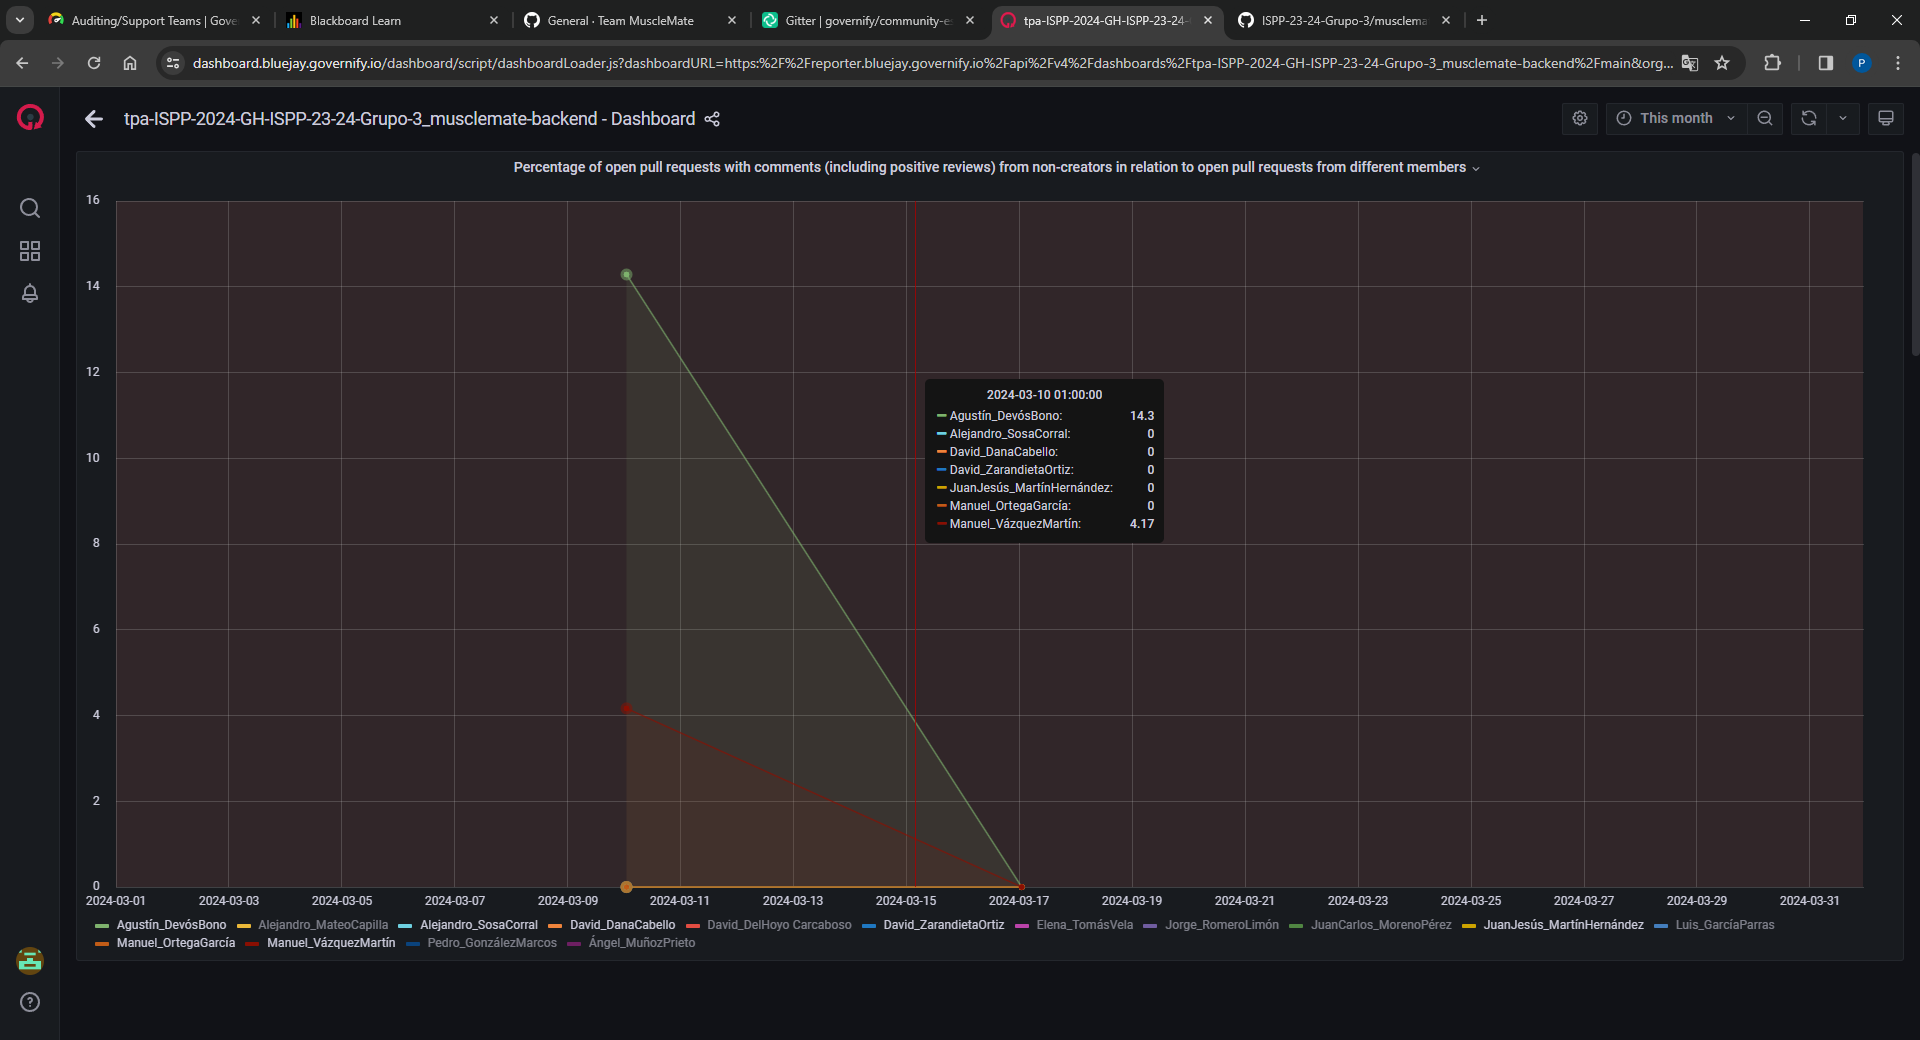 Auditing/Support Teams | Gove
Blackboard Learn
General · Team MuscleMate
Gitter | governify/community-e
tpa-ISPP-2024-GH-ISPP-23-24-
ISPP-23-24-Grupo-3/musclema
dashboard.bluejay.governify.io/dashboard/script/dashboardLoader.js?dashboardURL=https:%2F%2Freporter.bluejay.governify.io%2Fapi%2Fv4%2Fdashboards%2Ftpa-ISPP-2024-GH-ISPP-23-24-Grupo-3_musclemate-backend%2Fmain&org...
P
tpa-ISPP-2024-GH-ISPP-23-24-Grupo-3_musclemate-backend - Dashboard
This month
Percentage of open pull requests with comments (including positive reviews) from non-creators in relation to open pull requests from different members
16
14
12
10
8
6
4
2
0
2024-03-10 01:00:00
Agustín_DevósBono: 14.3
Alejandro_SosaCorral: 0
David_DanaCabello: 0
David_ZarandietaOrtiz: 0
JuanJesús_MartínHernández: 0
Manuel_OrtegaGarcía: 0
Manuel_VázquezMartín: 4.17
2024-03-01 2024-03-03 2024-03-05 2024-03-07 2024-03-09 2024-03-11 2024-03-13 2024-03-15 2024-03-17 2024-03-19 2024-03-21 2024-03-23 2024-03-25 2024-03-27 2024-03-29 2024-03-31
Agustín_DevósBono Alejandro_MateoCapilla Alejandro_SosaCorral David_DanaCabello David_DelHoyo Carcaboso David_ZarandietaOrtiz Elena_TomásVela Jorge_RomeroLimón JuanCarlos_MorenoPérez JuanJesús_MartínHernández Luis_GarcíaParras
Manuel_OrtegaGarcía Manuel_VázquezMartín Pedro_GonzálezMarcos Ángel_MuñozPrieto